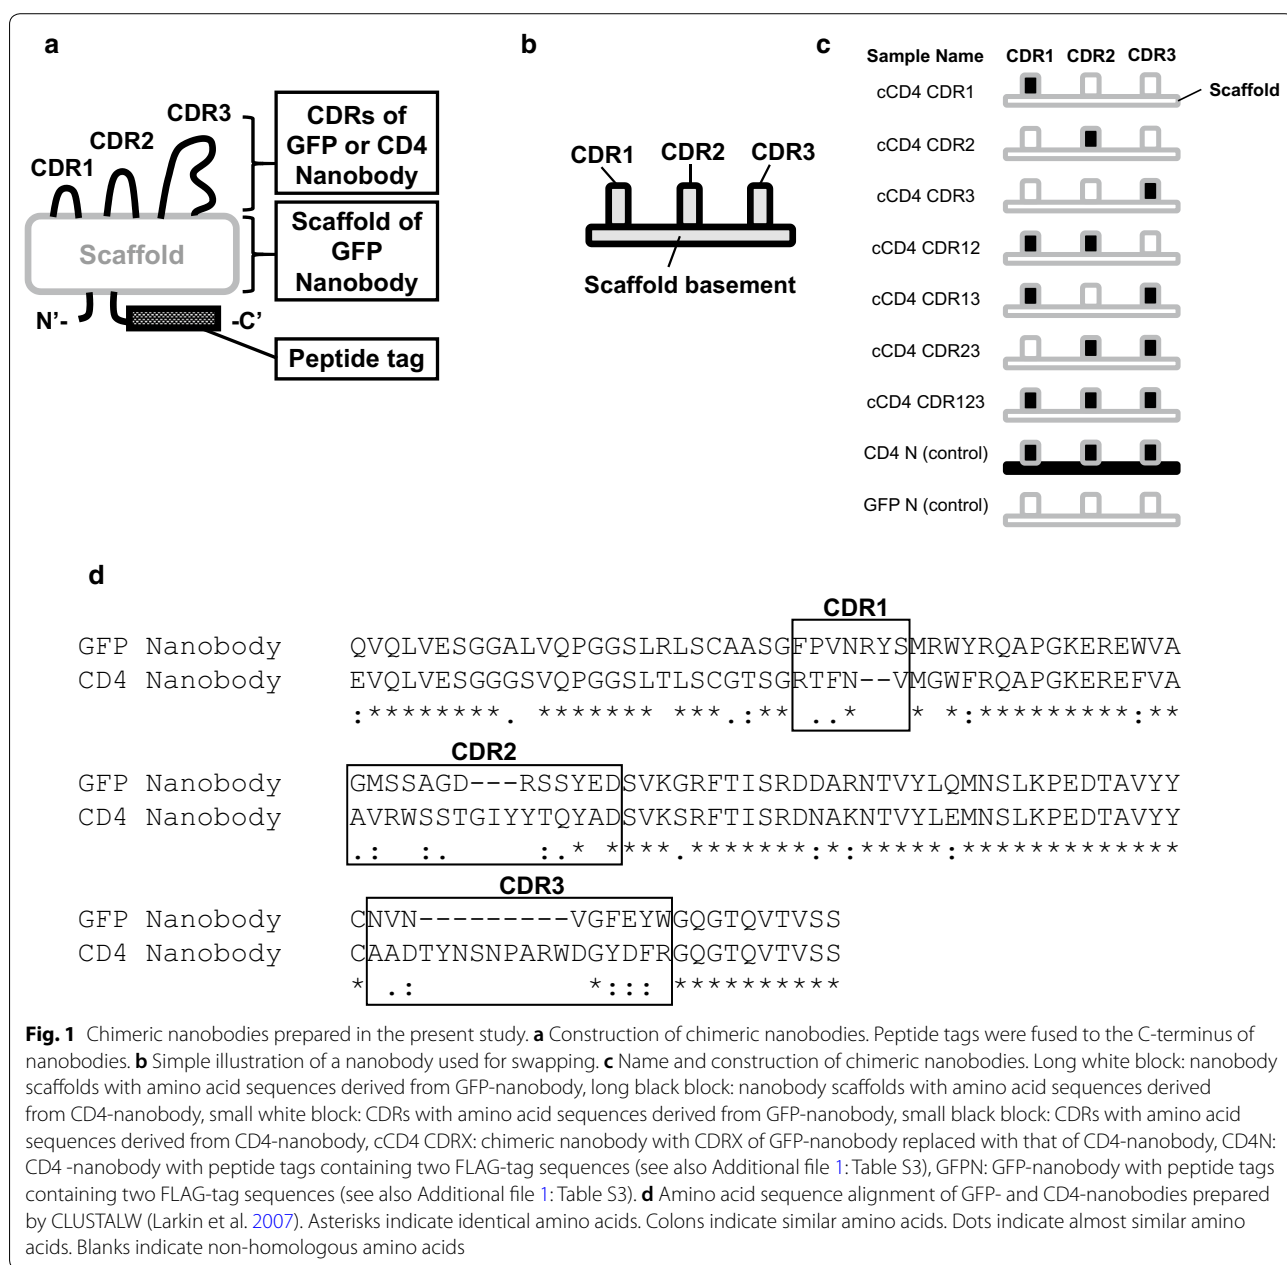 a
CDR3
CDR2
CDR1
CDRs of
GFP or CD4
Nanobody
Scaffold
Scaffold of
GFP
Nanobody
N'-
-C'
Peptide tag
b
CDR1 CDR2 CDR3
Scaffold basement
c
Sample Name CDR1 CDR2 CDR3
cCD4 CDR1
Scaffold
cCD4 CDR2
cCD4 CDR3
cCD4 CDR12
cCD4 CDR13
cCD4 CDR23
cCD4 CDR123
CD4 N (control)
GFP N (control)
d
CDR1
GFP Nanobody QVQLVESGGALVQPGGSLRLSCAASGFPVNRYSMRWYRQAPGKEREWVA
CD4 Nanobody EVQLVESGGGSVQPGGSLTLSCGTSGRTFN--VMGWFRQAPGKEREFVA
:********. ******* ***.:** ..* * *:*********:**
CDR2
GFP Nanobody GMSSAGD---RSSYEDSVKGRFTISRDDARNTVYLQMNSLKPEDTAVYY
CD4 Nanobody AVRWSSTGIYYTQYADSVKSRFTISRDNAKNTVYLEMNSLKPEDTAVYY
.: :. :.* ****.*******:*:*****:*************
CDR3
GFP Nanobody CNVN---------VGFEYWGQGTQVTVSS
CD4 Nanobody CAADTYNSNPARWDGYDFRGQGTQVTVSS
* .: *::: **********
Fig. 1 Chimeric nanobodies prepared in the present study. a Construction of chimeric nanobodies. Peptide tags were fused to the C-terminus of
nanobodies. b Simple illustration of a nanobody used for swapping. c Name and construction of chimeric nanobodies. Long white block: nanobody
scaffolds with amino acid sequences derived from GFP-nanobody, long black block: nanobody scaffolds with amino acid sequences derived
from CD4-nanobody, small white block: CDRs with amino acid sequences derived from GFP-nanobody, small black block: CDRs with amino acid
sequences derived from CD4-nanobody, cCD4 CDRX: chimeric nanobody with CDRX of GFP-nanobody replaced with that of CD4-nanobody, CD4N:
CD4 -nanobody with peptide tags containing two FLAG-tag sequences (see also Additional file 1: Table S3), GFPN: GFP-nanobody with peptide tags
containing two FLAG-tag sequences (see also Additional file 1: Table S3). d Amino acid sequence alignment of GFP- and CD4-nanobodies prepared
by CLUSTALW (Larkin et al. 2007). Asterisks indicate identical amino acids. Colons indicate similar amino acids. Dots indicate almost similar amino
acids. Blanks indicate non-homologous amino acids